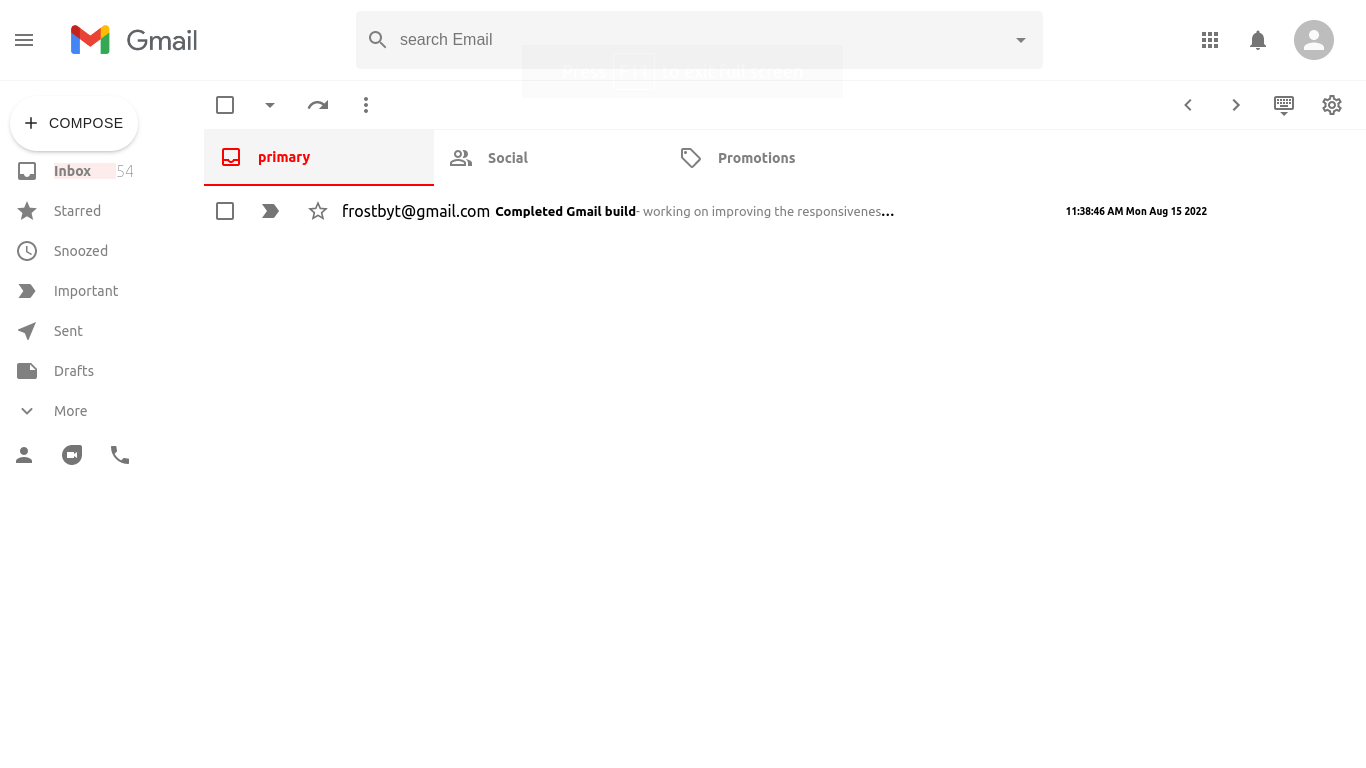 Gmail
search Email
Press F11 to exit full screen
COMPOSE
Inbox 54
Starred
Snoozed
Important
Sent
Drafts
More
primary
Social
Promotions
frostbyt@gmail.com Completed Gmail build- working on improving the responsivenes... 11:38:46 AM Mon Aug 15 2022